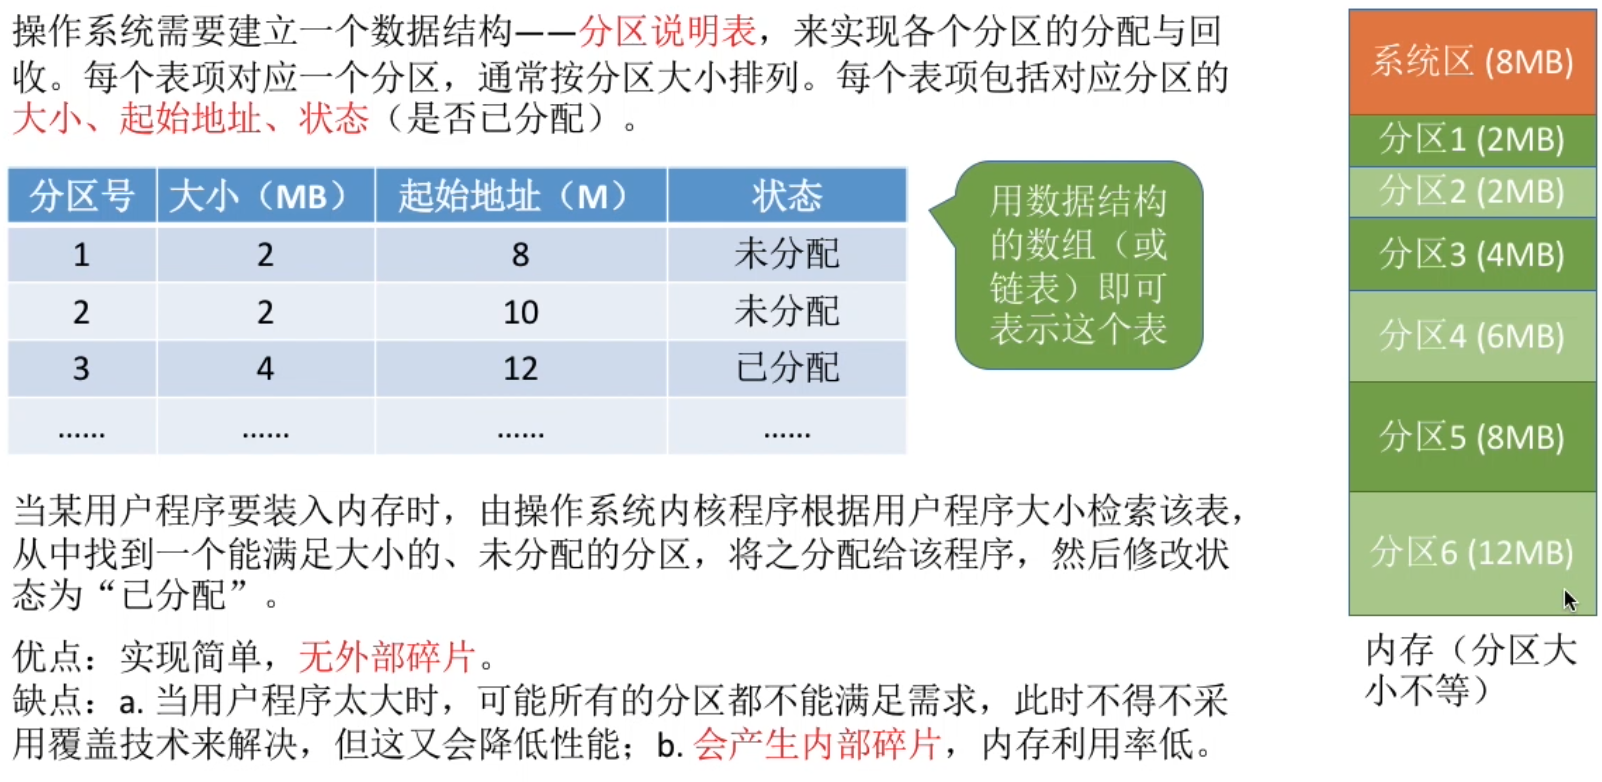 操作系统需要建立一个数据结构——分区说明表，来实现各个分区的分配与回
收。每个表项对应一个分区，通常按分区大小排列。每个表项包括对应分区的
大小、起始地址、状态（是否已分配）。
分区号 大小（MB） 起始地址（M） 状态
1 2 8 未分配
2 2 10 未分配
3 4 12 已分配
...... ...... ...... ......
用数据结构
的数组（或
链表）即可
表示这个表
当某用户程序要装入内存时，由操作系统内核程序根据用户程序大小检索该表，
从中找到一个能满足大小的、未分配的分区，将之分配给该程序，然后修改状
态为“已分配”。
优点：实现简单，无外部碎片。
缺点：a. 当用户程序太大时，可能所有的分区都不能满足需求，此时不得不采
用覆盖技术来解决，但这又会降低性能；b. 会产生内部碎片，内存利用率低。
系统区 (8MB)
分区1 (2MB)
分区2 (2MB)
分区3 (4MB)
分区4 (6MB)
分区5 (8MB)
分区6 (12MB)
内存（分区大
小不等）